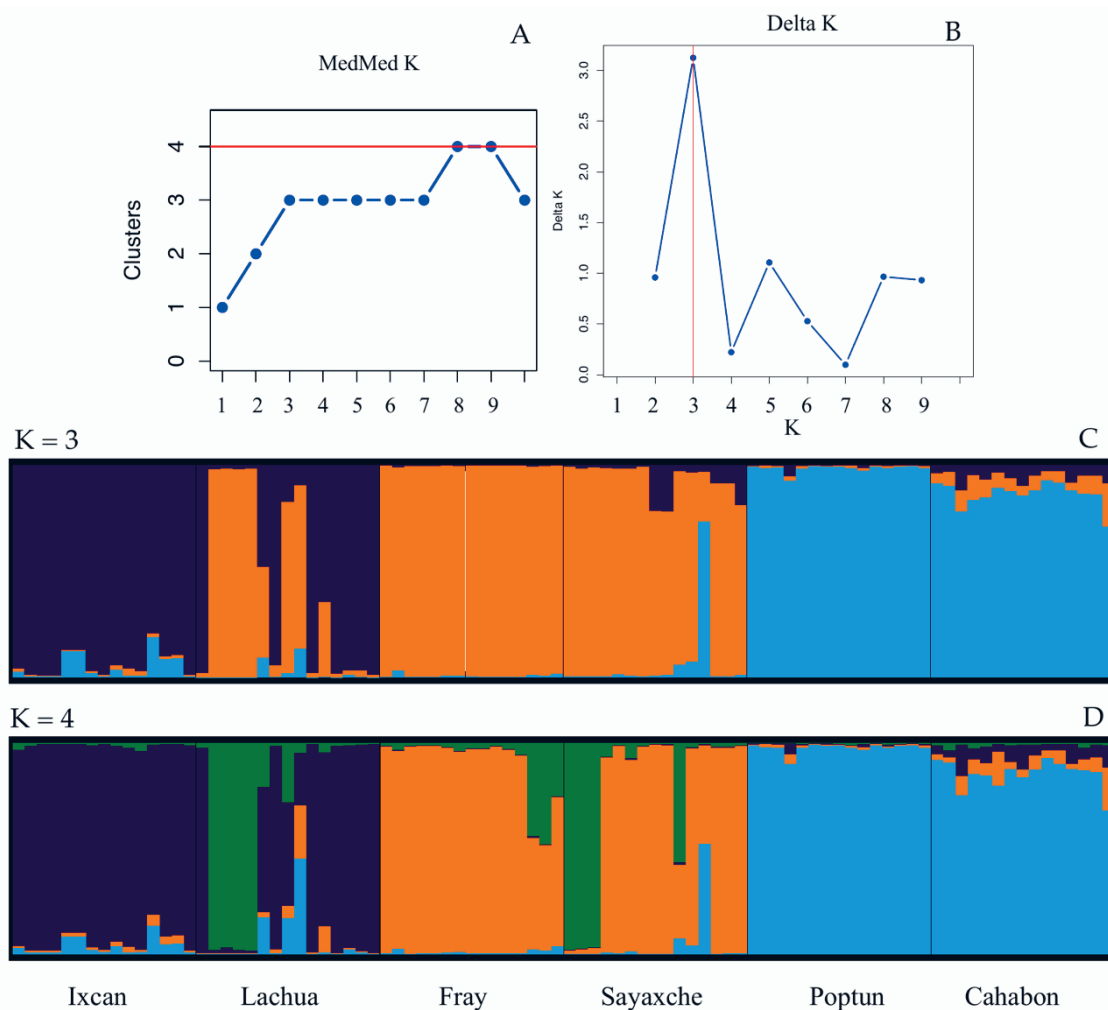 A
MedMed K
Clusters
4
3
2
1
0
1 2 3 4 5 6 7 8 9
Delta K
B
Delta K
3.0
2.5
2.0
1.5
1.0
0.5
0.0
1 2 3 4 5 6 7 8 9
K
K = 3
C
K = 4
D
Ixcan Lachua Fray Sayaxche Poptun Cahabon